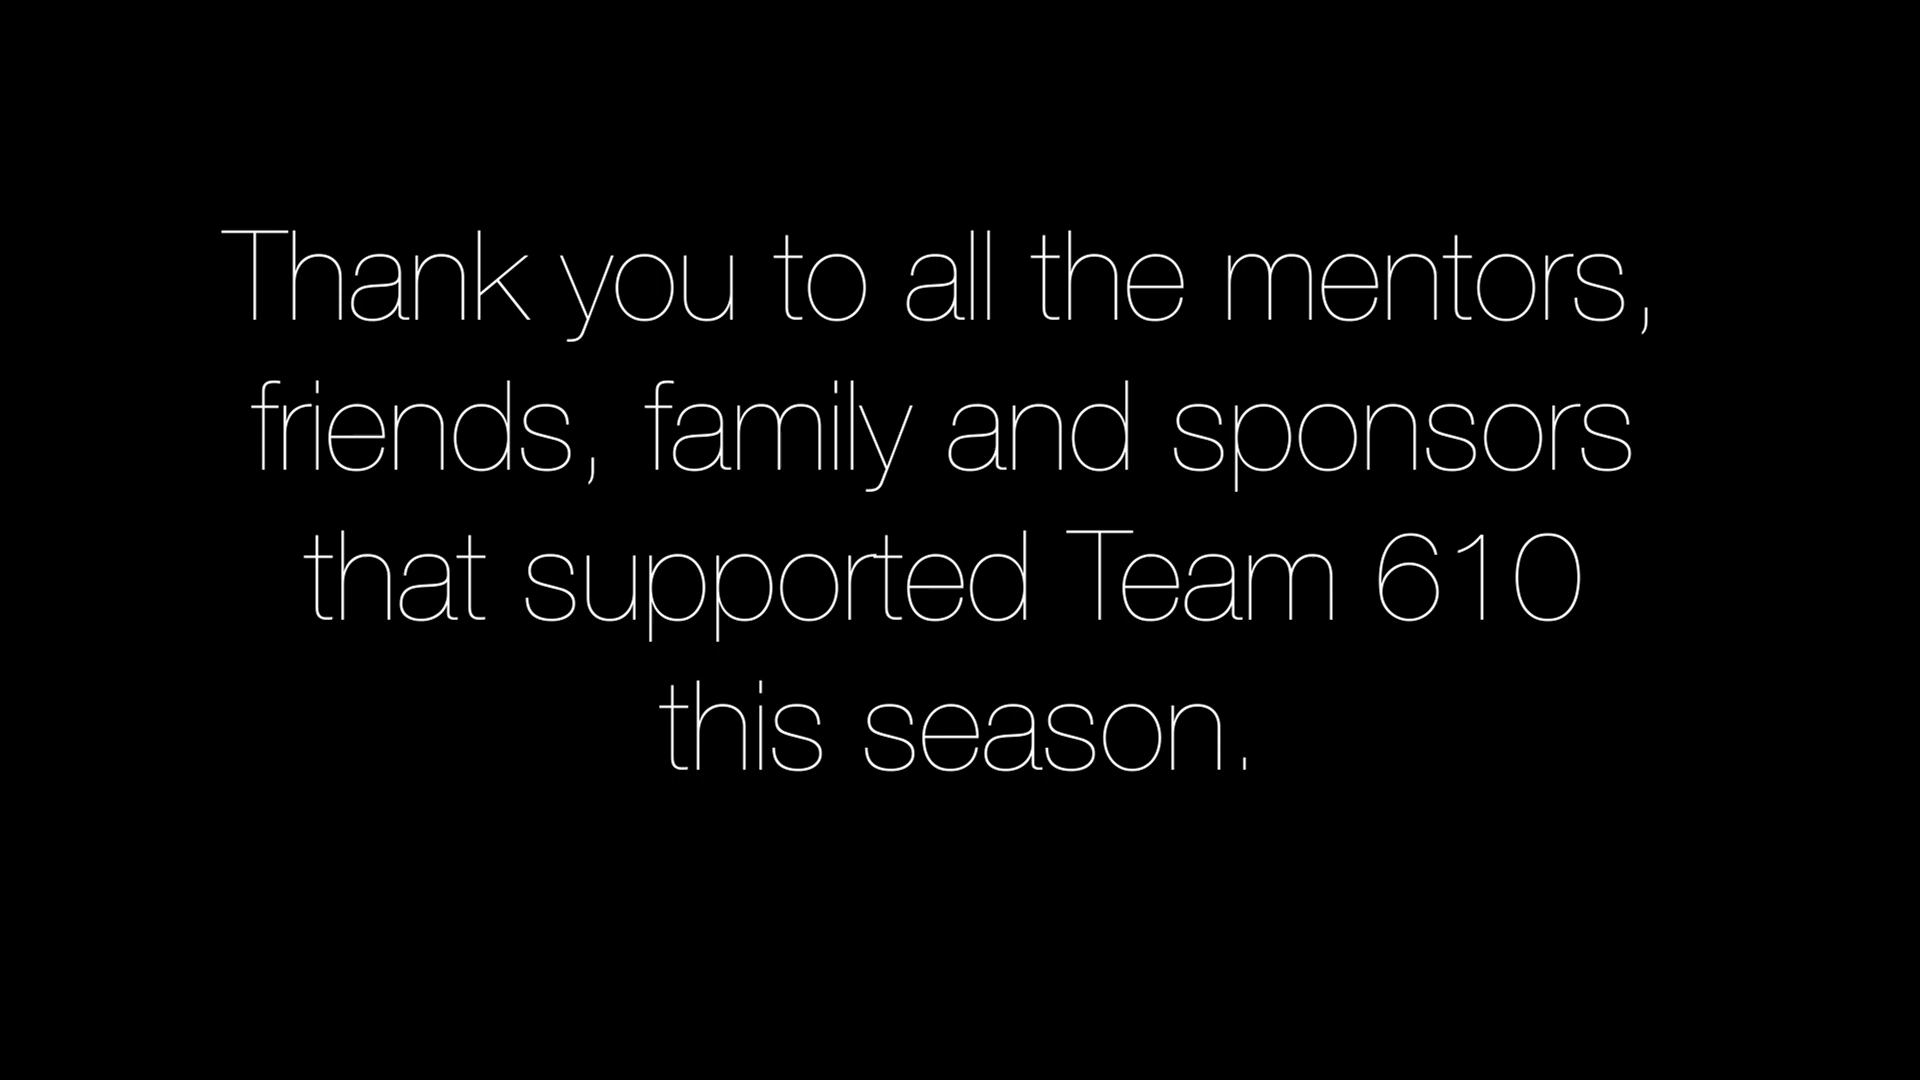 Thank you to all the mentors,
friends, family and sponsors
that supported Team 610
this season.